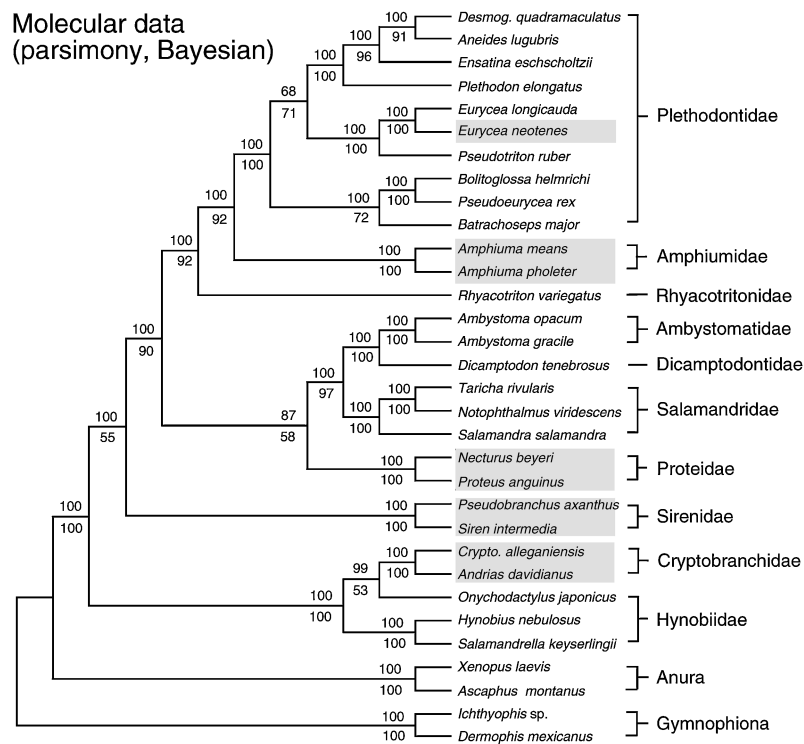 Molecular data
(parsimony, Bayesian)
100
91
Desmog. quadramaculatus
Aneides lugubris
100
96
Ensatina eschscholtzii
100
100
Plethodon elongatus
68
71
100
100
Eurycea longicauda
Eurycea neotenes
100
100
Pseudotriton ruber
100
100
100
100
Bolitoglossa helmrichi
Pseudoeurycea rex
100
72
Batrachoseps major
Plethodontidae
100
92
100
100
Amphiuma means
Amphiuma pholeter
Amphiumidae
100
92
Rhyacotriton variegatus
Rhyacotritonidae
100
90
100
100
Ambystoma opacum
Ambystoma gracile
Ambystomatidae
100
100
Dicamptodon tenebrosus
Dicamptodontidae
100
97
100
100
Taricha rivularis
Notophthalmus viridescens
100
100
Salamandra salamandra
Salamandridae
87
58
100
100
Necturus beyeri
Proteus anguinus
Proteidae
100
55
100
100
Pseudobranchus axanthus
Siren intermedia
Sirenidae
100
100
100
100
Crypto. alleganiensis
Andrias davidianus
Cryptobranchidae
99
53
Onychodactylus japonicus
100
100
100
100
Hynobius nebulosus
Salamandrella keyserlingii
Hynobiidae
100
100
Xenopus laevis
Ascaphus montanus
Anura
100
100
Ichthyophis sp.
Dermophis mexicanus
Gymnophiona